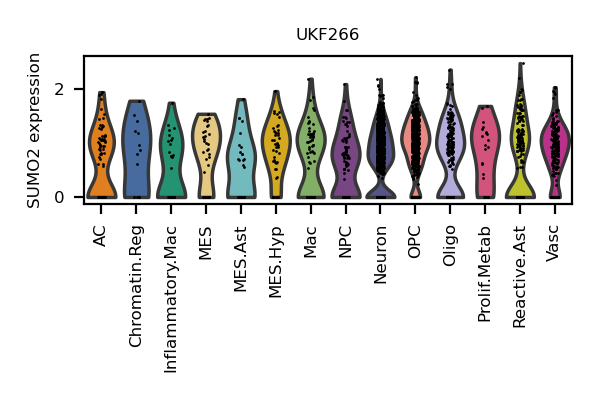 UKF266
SUMO2 expression
2
0
AC
Chromatin.Reg
Inflammatory.Mac
MES
MES.Ast
MES.Hyp
Mac
NPC
Neuron
OPC
Oligo
Prolif.Metab
Reactive.Ast
Vasc